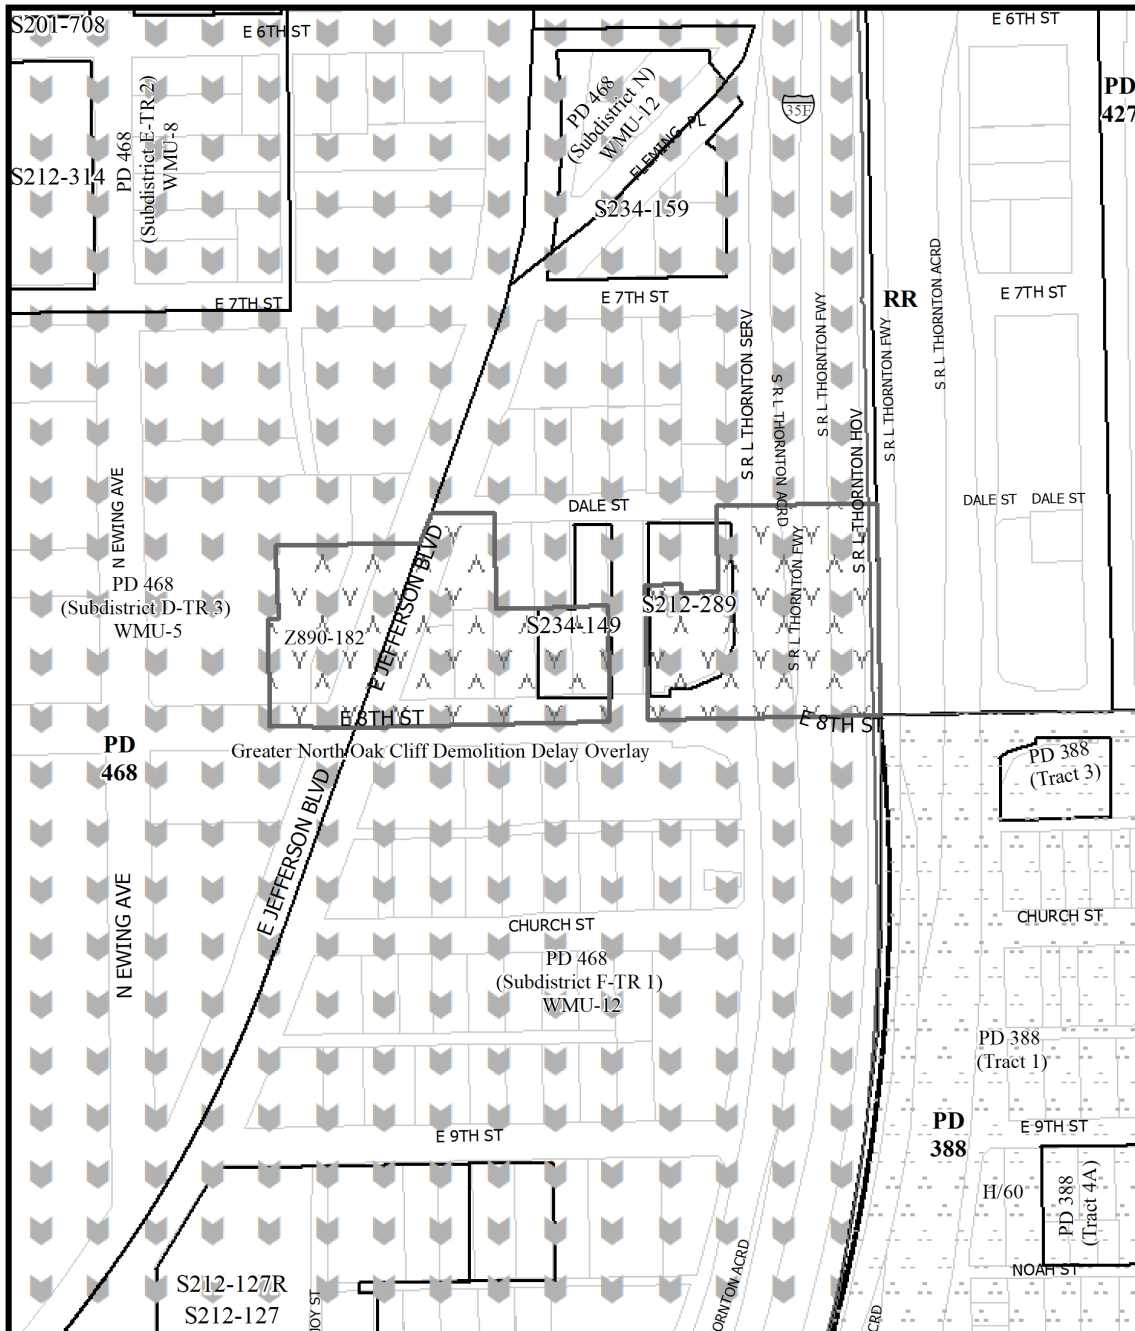 S201-708
E 6TH ST
E 6TH ST
PD
427
35E
PD 468
(Subdistrict E-TR 2)
WMU-8
S212-314
PD 468
(Subdistrict N)
WMU-12
FLEMING PL
S234-159
E 7TH ST
E 7TH ST
E 7TH ST
RR
S R L THORNTON SERV
S R L THORNTON ACRD
S R L THORNTON FWY
S R L THORNTON HOV
S R L THORNTON FWY
S R L THORNTON ACRD
S R L THORNTON FWY
N EWING AVE
DALE ST
DALE ST
DALE ST
PD 468
(Subdistrict D-TR 3)
WMU-5
Z890-182
E JEFFERSON BLVD
S234-149
S212-289
E 8TH ST
E 8TH ST
PD
468
Greater North Oak Cliff Demolition Delay Overlay
PD 388
(Tract 3)
E JEFFERSON BLVD
N EWING AVE
CHURCH ST
CHURCH ST
PD 468
(Subdistrict F-TR 1)
WMU-12
PD 388
(Tract 1)
E 9TH ST
PD
388
E 9TH ST
H/60
PD 388
(Tract 4A)
NOAH ST
S212-127R
S212-127
JOY ST
ORNTON ACRD
CRD